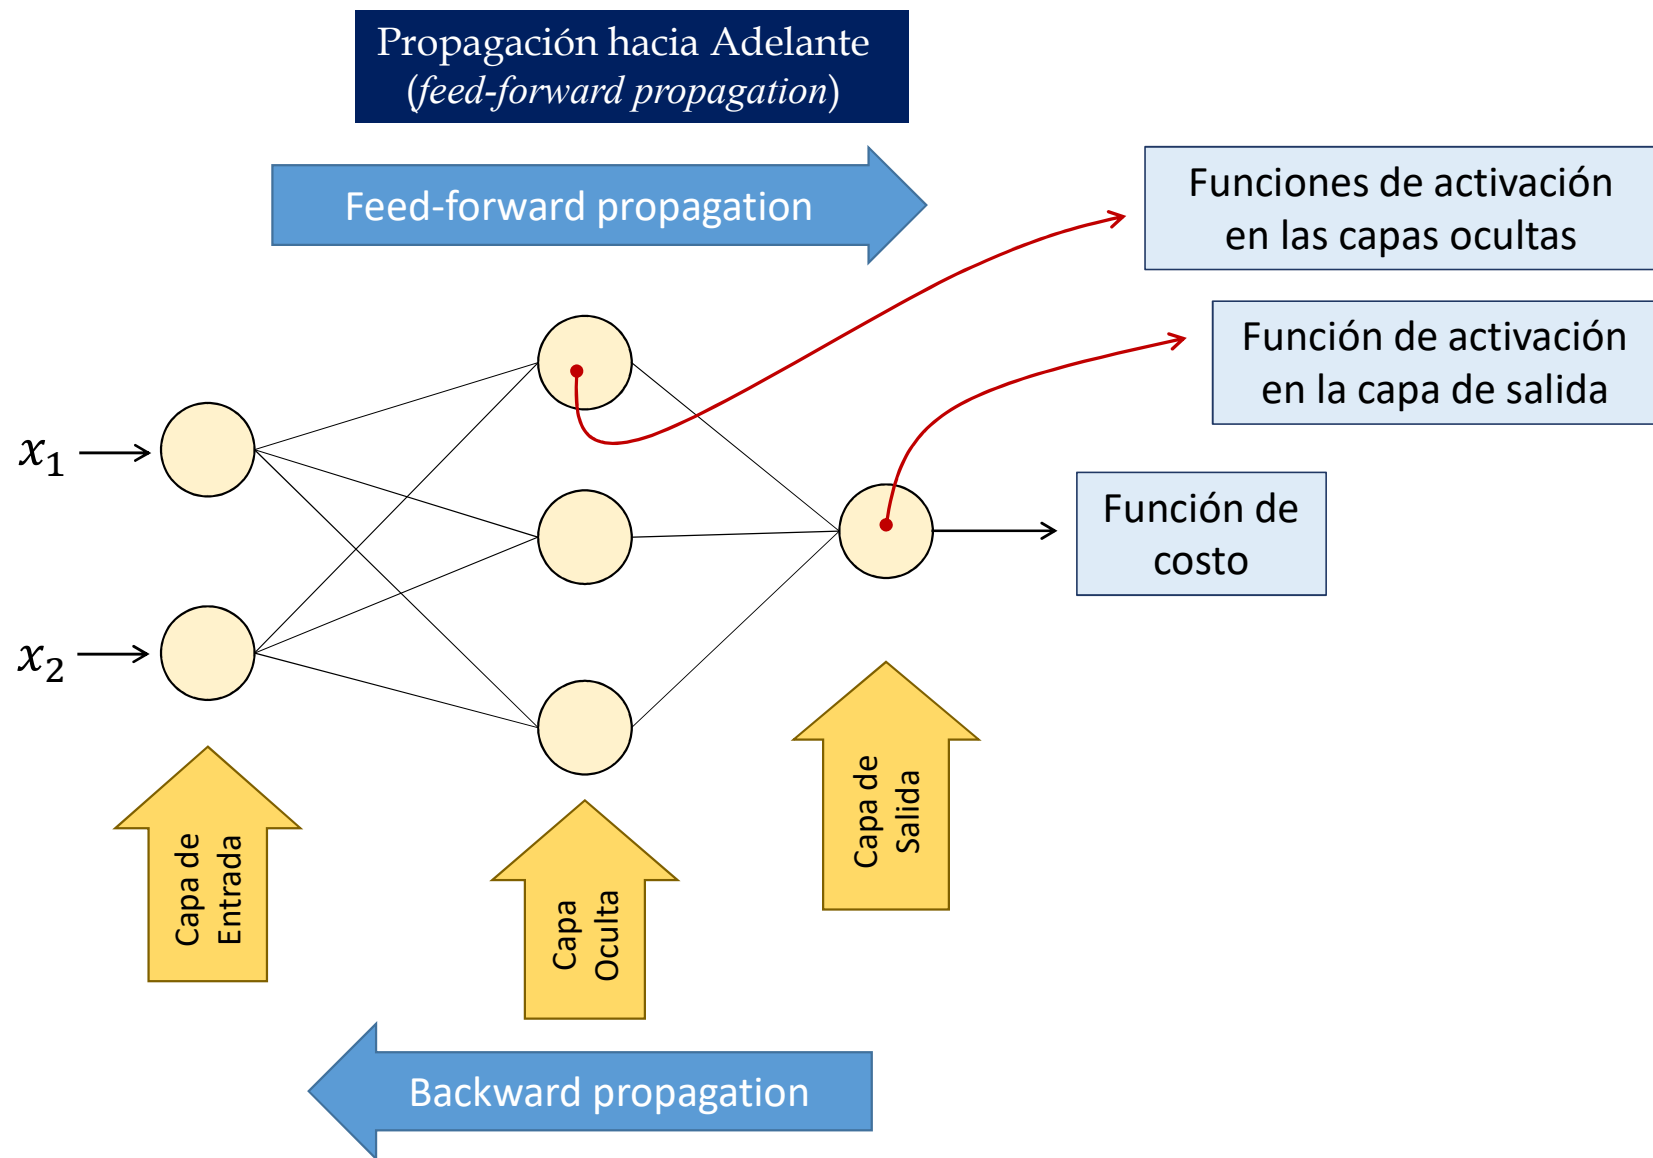 Propagación hacia Adelante
(feed-forward propagation)
Feed-forward propagation
Funciones de activación
en las capas ocultas
Función de activación
en la capa de salida
x₁
Función de
costo
x₂
Capa de
Entrada
Capa
Oculta
Capa de
Salida
Backward propagation